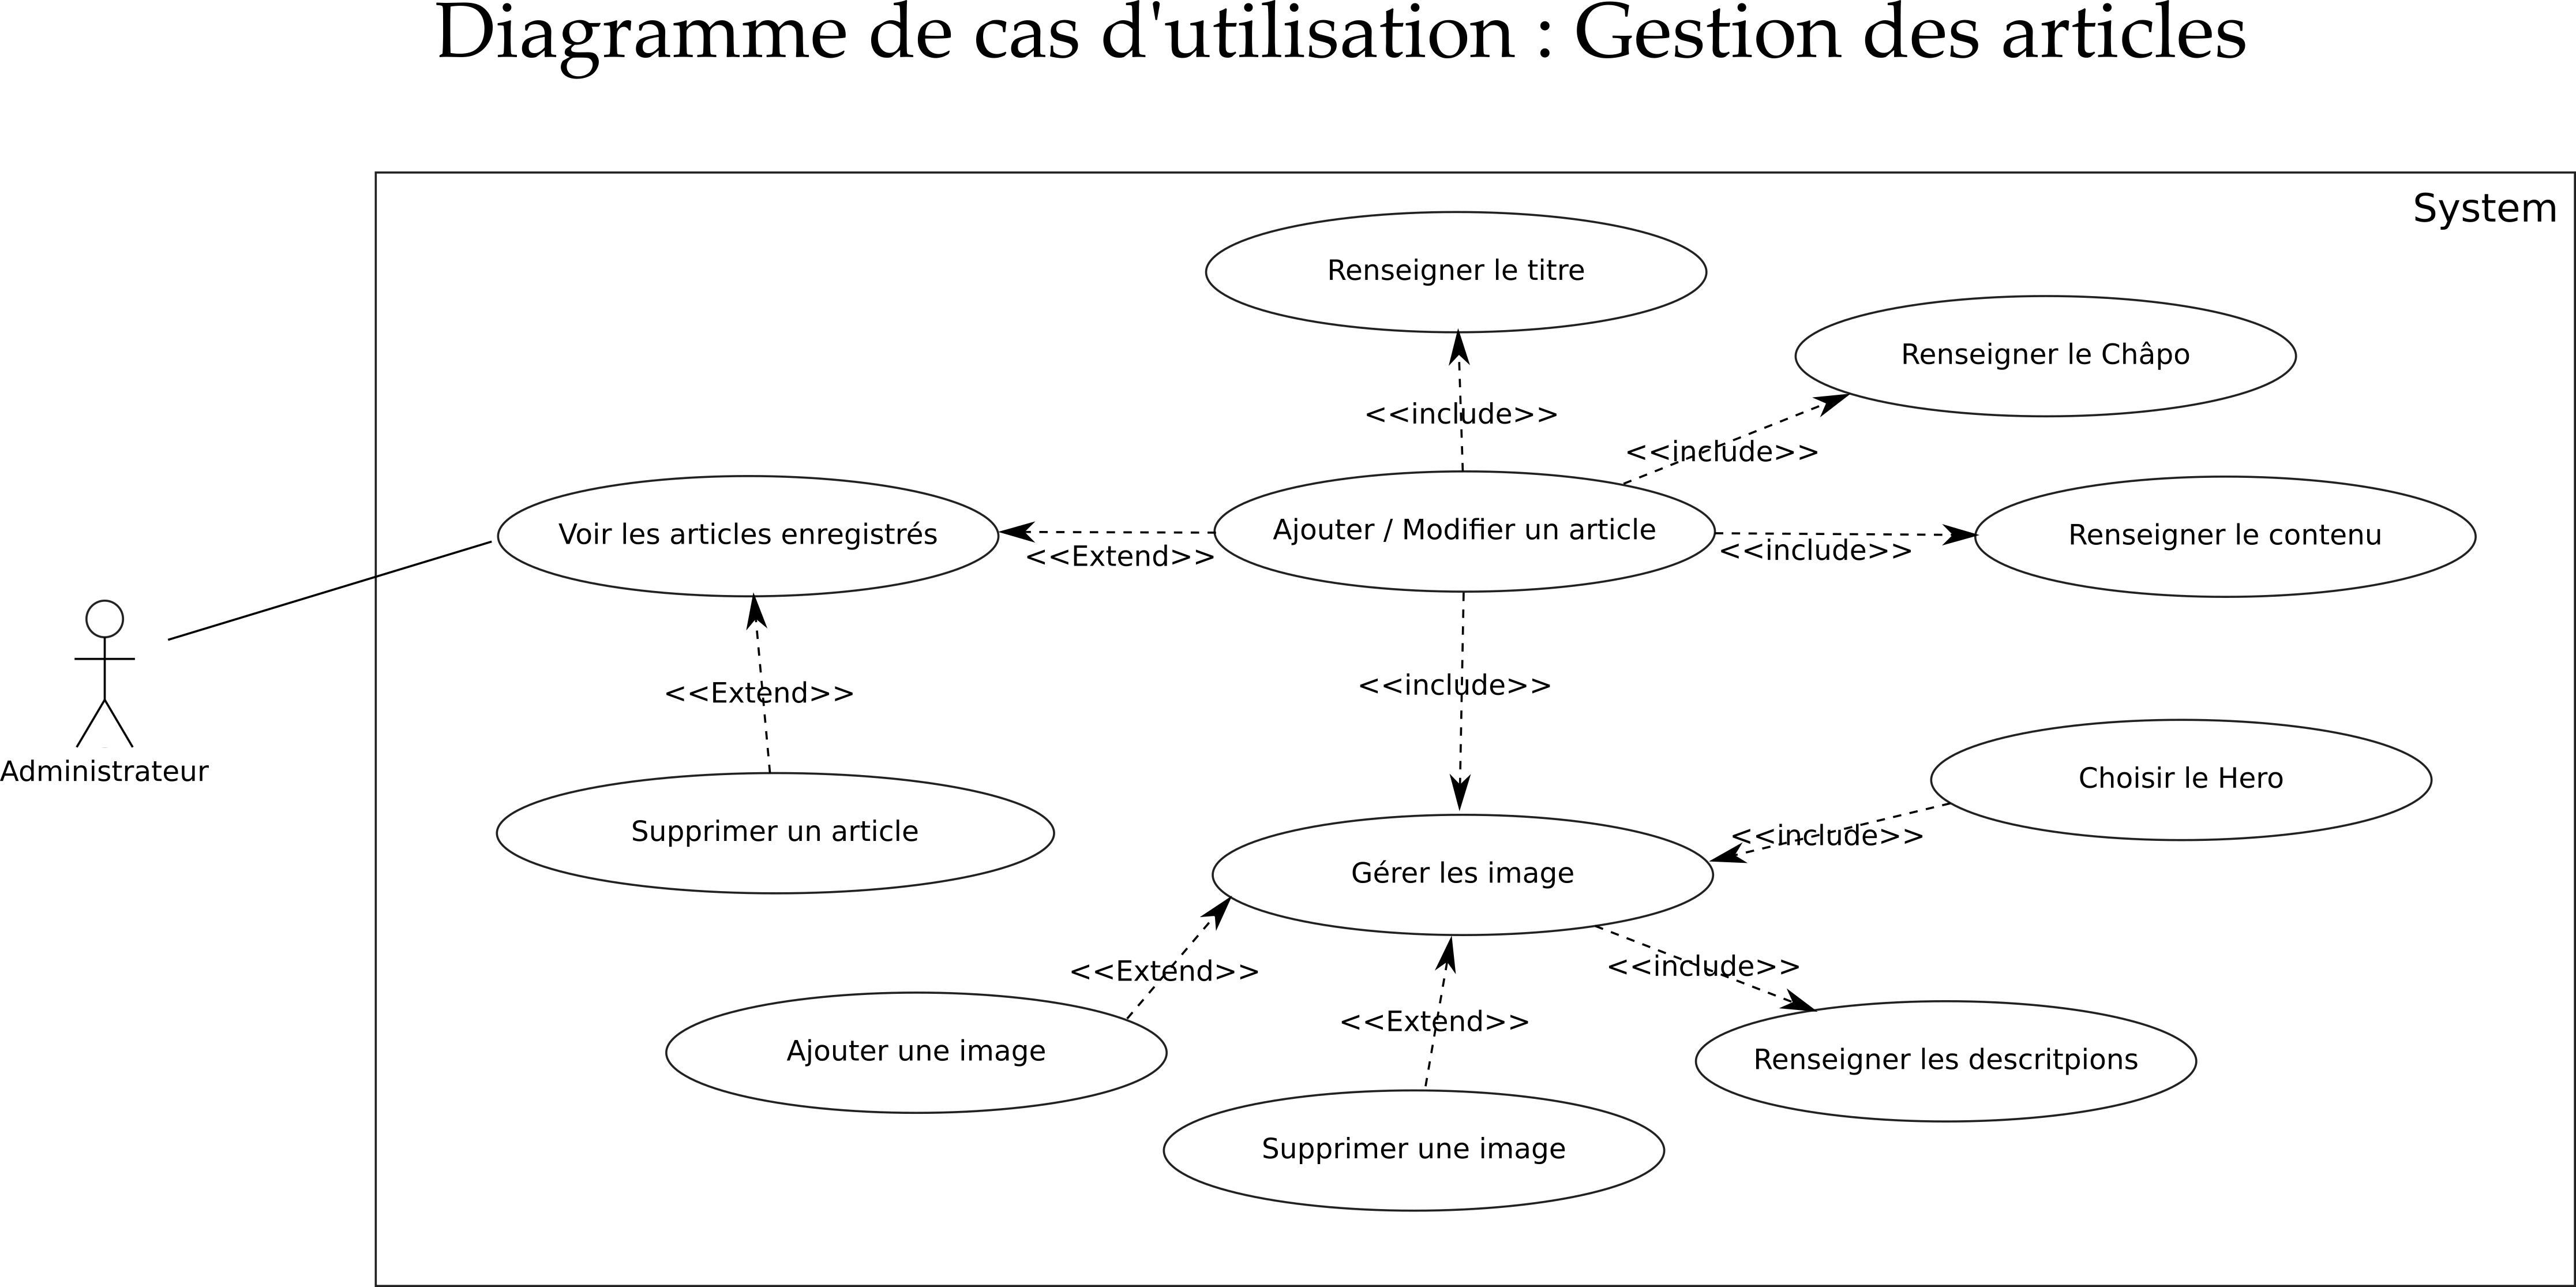 Diagramme de cas d'utilisation : Gestion des articles
System
Renseigner le titre
Renseigner le Châpo
<<include>>
<<include>>
Voir les articles enregistrés
Ajouter / Modifier un article
Renseigner le contenu
<<Extend>>
<<include>>
<<Extend>>
<<include>>
Administrateur
Choisir le Hero
Supprimer un article
<<include>>
Gérer les image
<<Extend>>
<<include>>
<<Extend>>
Ajouter une image
Renseigner les descritpions
Supprimer une image